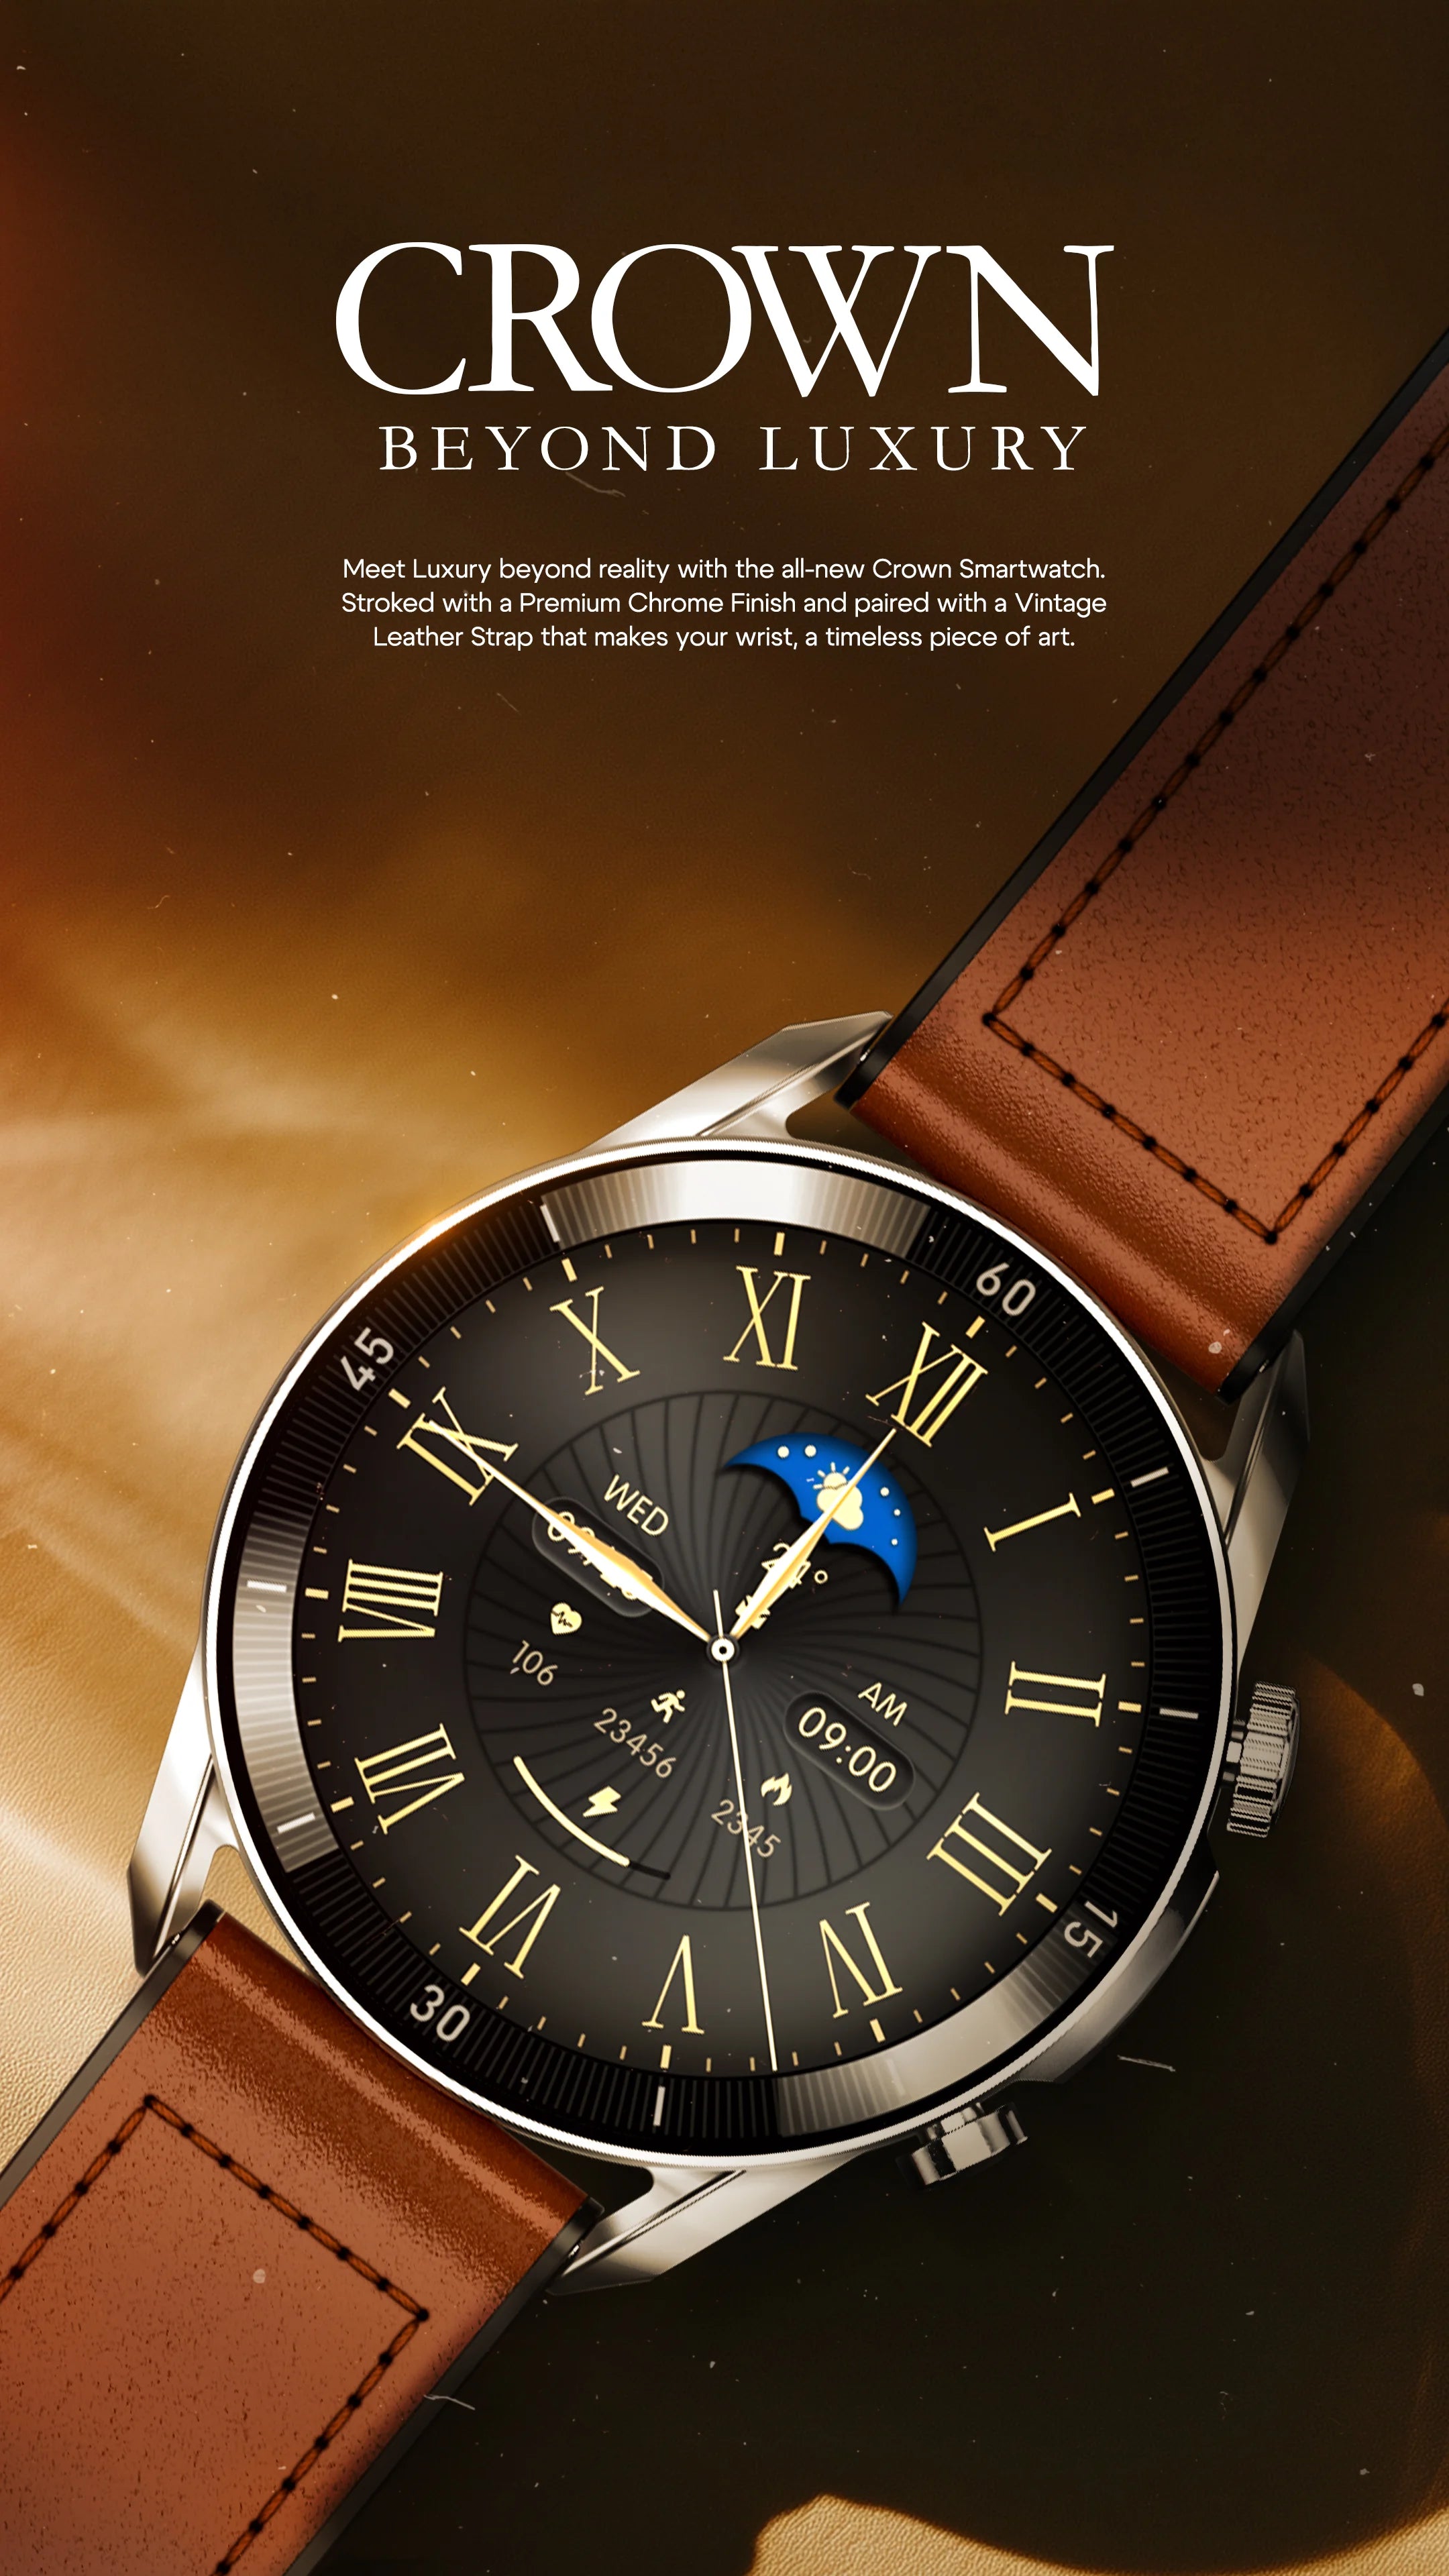 CROWN
BEYOND LUXURY
Meet Luxury beyond reality with the all-new Crown Smartwatch.
Stroked with a Premium Chrome Finish and paired with a Vintage
Leather Strap that makes your wrist, a timeless piece of art.
60
45
XI
X
XII
IX
I
WED
VIII
106
II
AM
23456
09:00
VII
2345
III
VI
IV
15
V
30